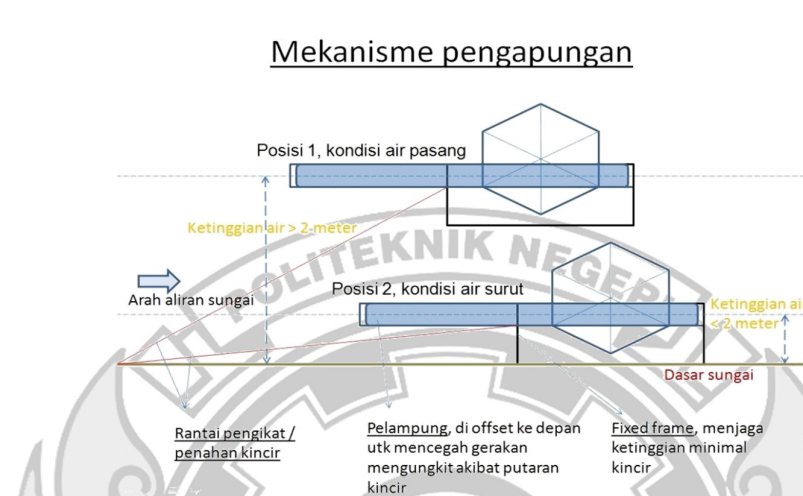 Mekanisme pengapungan
Posisi 1, kondisi air pasang
Ketinggian air > 2 meter
POLITEKNIK NEGERI
Arah aliran sungai
Posisi 2, kondisi air surut
Ketinggian air
< 2 meter
Dasar sungai
Rantai pengikat /
penahan kincir
Pelampung, di offset ke depan
utk mencegah gerakan
mengungkit akibat putaran
kincir
Fixed frame, menjaga
ketinggian minimal
kincir